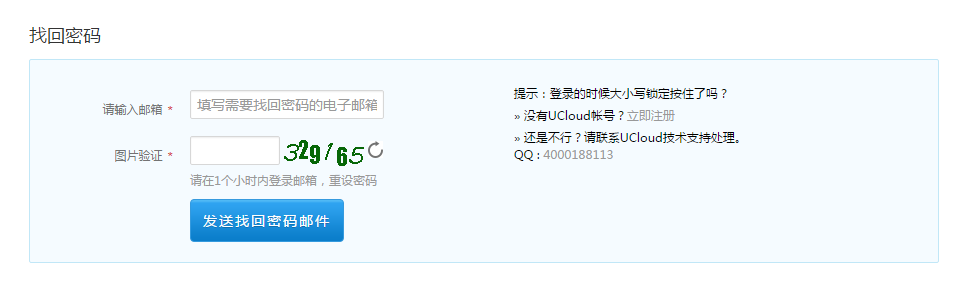 找回密码
请输入邮箱 *
填写需要找回密码的电子邮箱
图片验证 *
329165
请在1个小时内登录邮箱，重设密码
发送找回密码邮件
提示：登录的时候大小写锁定按住了吗？
» 没有UCloud帐号？立即注册
» 还是不行？请联系UCloud技术支持处理。
QQ : 4000188113